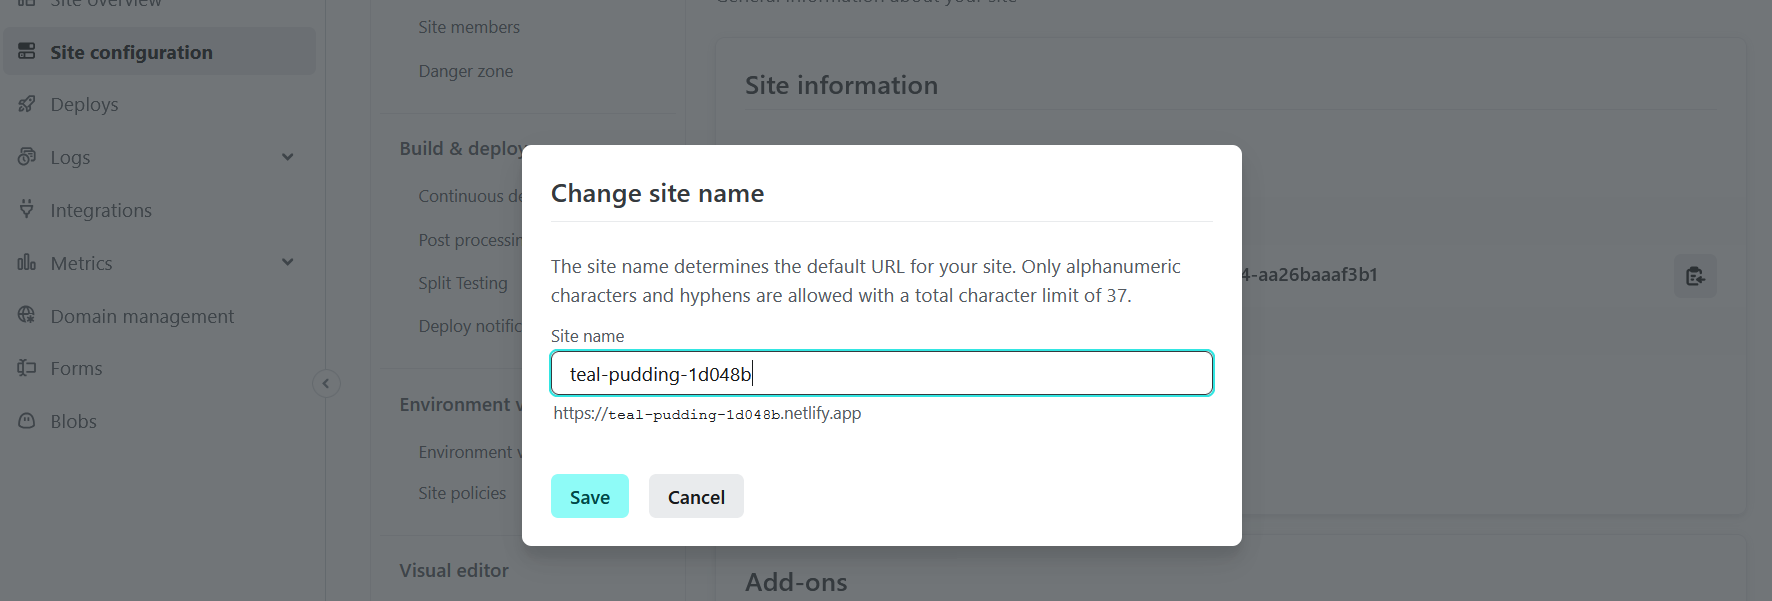 Site overview
Site configuration
Deploys
Logs
Integrations
Metrics
Domain management
Forms
Blobs
Site members
Danger zone
Build & deploy
Continuous de
Post processin
Split Testing
Deploy notific
Environment v
Environment v
Site policies
Visual editor
General information about your site
Site information
4-aa26baaaf3b1
Add-ons
Change site name
The site name determines the default URL for your site. Only alphanumeric
characters and hyphens are allowed with a total character limit of 37.
Site name
teal-pudding-1d048b
https://teal-pudding-1d048b.netlify.app
Save
Cancel